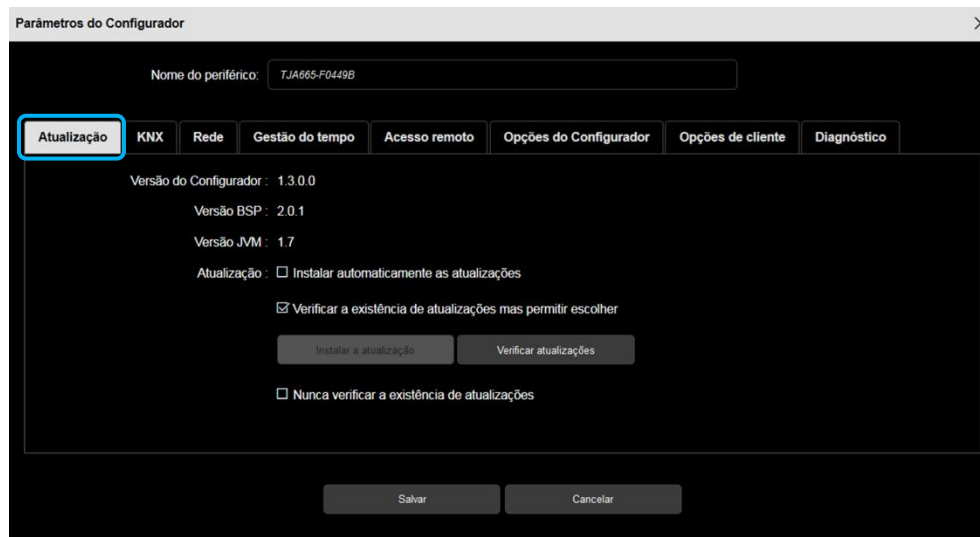 Parâmetros do Configurador
Nome do periférico: TJA665-F0449B
Atualização KNX Rede Gestão do tempo Acesso remoto Opções do Configurador Opções de cliente Diagnóstico
Versão do Configurador : 1.3.0.0
Versão BSP : 2.0.1
Versão JVM : 1.7
Atualização : Instalar automaticamente as atualizações
Verificar a existência de atualizações mas permitir escolher
Instalar a atualização Verificar atualizações
Nunca verificar a existência de atualizações
Salvar Cancelar